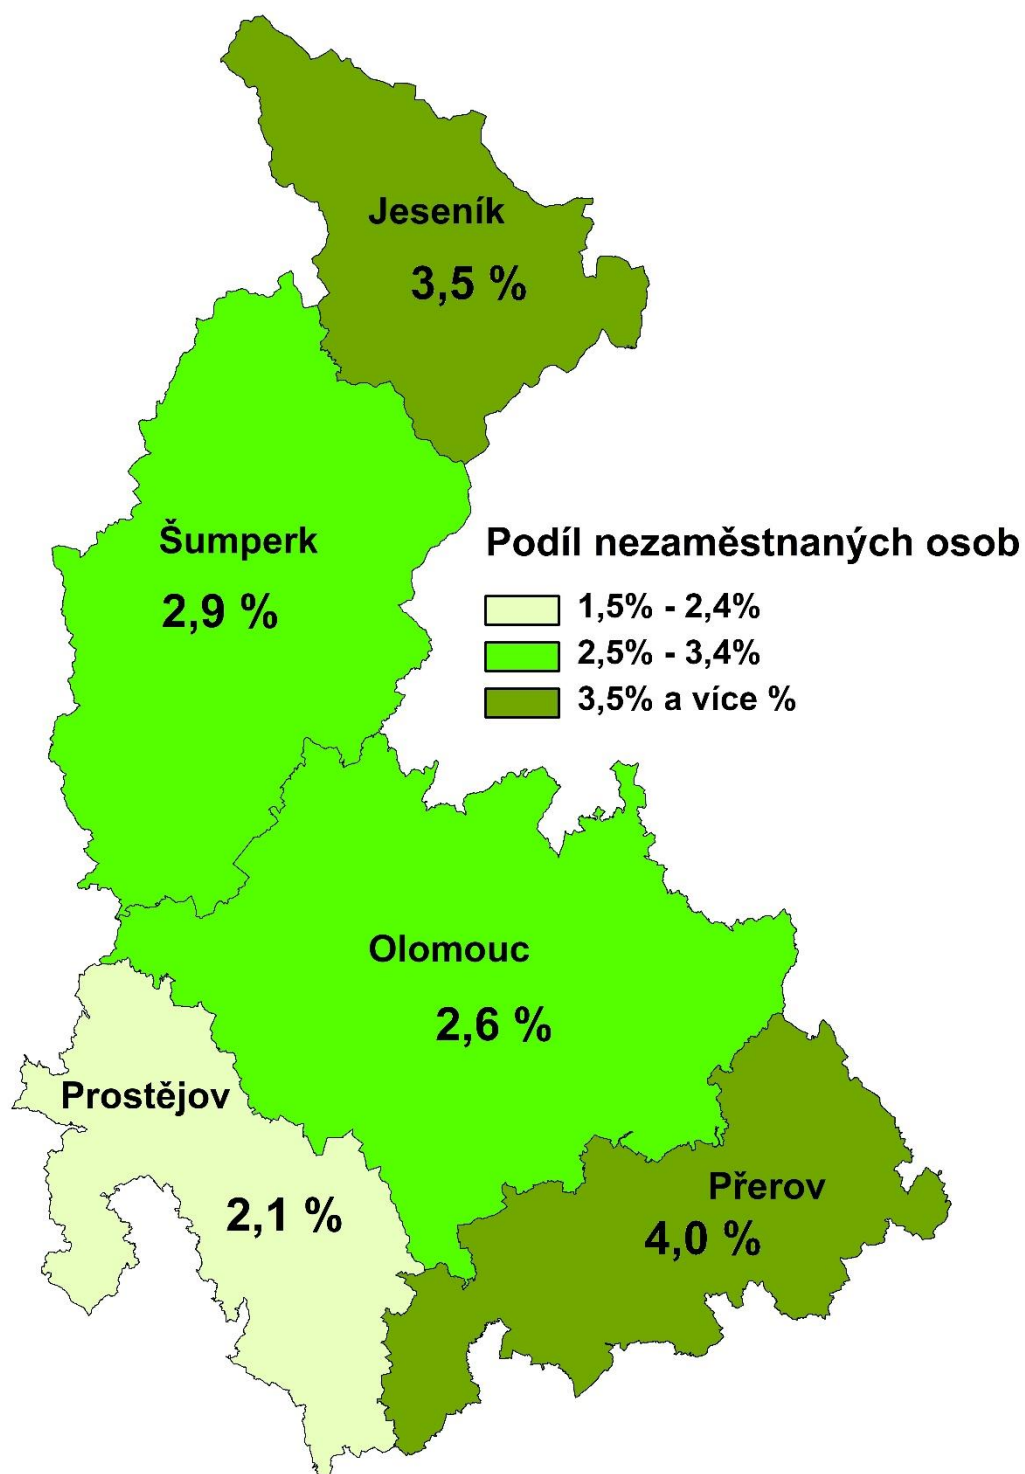 Jeseník
3,5 %
Šumperk
2,9 %
Podíl nezaměstnaných osob
1,5% - 2,4%
2,5% - 3,4%
3,5% a více %
Olomouc
2,6 %
Prostějov
2,1 %
Přerov
4,0 %